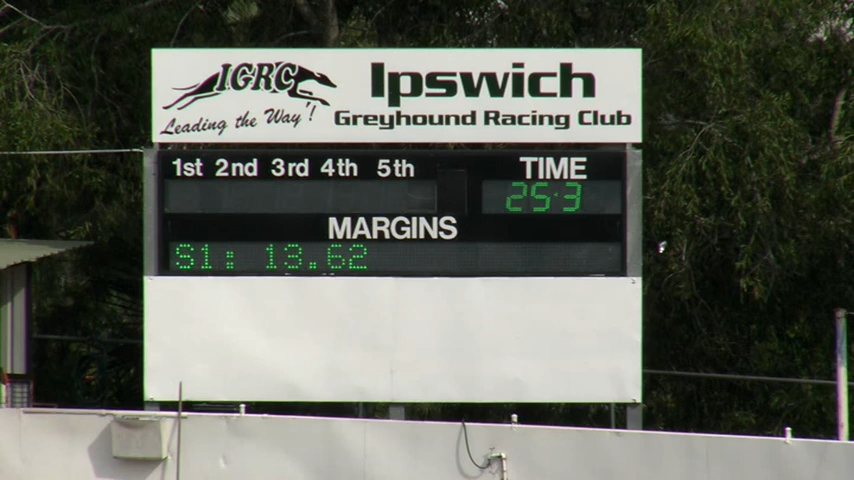 IGRC
Leading the Way!
Ipswich
Greyhound Racing Club
1st 2nd 3rd 4th 5th
TIME
25.3
MARGINS
S1: 13.62